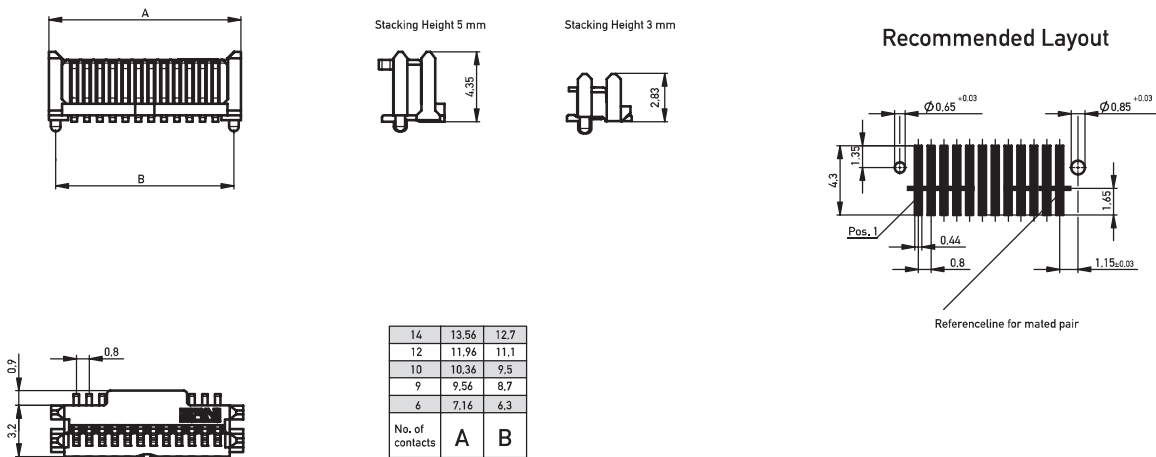 A
Stacking Height 5 mm
Stacking Height 3 mm
Recommended Layout
4,35
2,83
Ø0,65 +0,03
Ø0,85 +0,03
1,35
4,3
1,65
Pos. 1
0,44
0,8
1,15±0,03
B
Referenceline for mated pair
0,8
0,9
3,2
14 13,56 12,7
12 11,96 11,1
10 10,36 9,5
9 9,56 8,7
6 7,16 6,3
No. of contacts A B